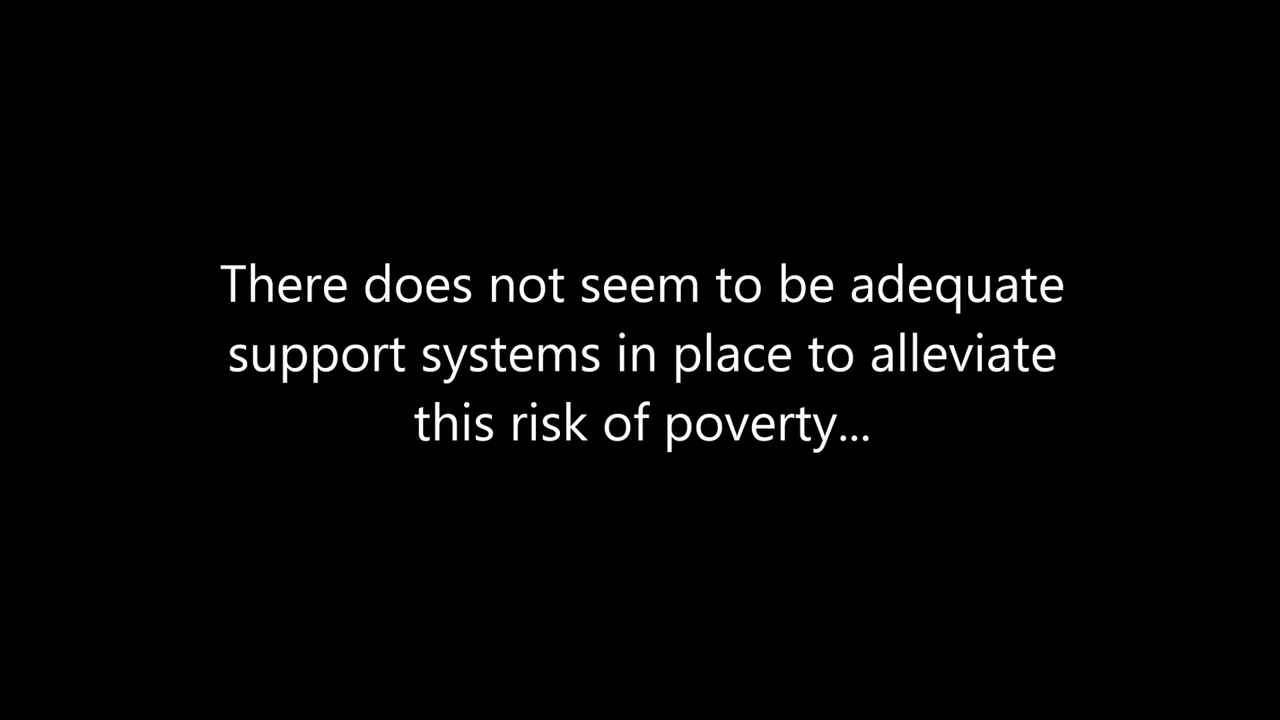 There does not seem to be adequate
support systems in place to alleviate
this risk of poverty...